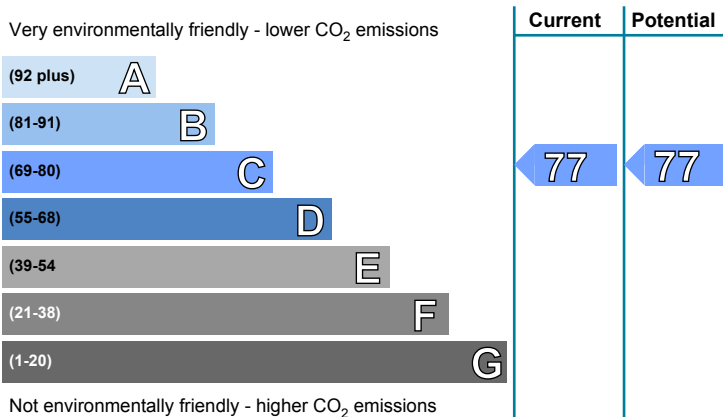 Very environmentally friendly - lower CO₂ emissions
Current
Potential
(92 plus) A
(81-91) B
(69-80) C
77
77
(55-68) D
(39-54 E
(21-38) F
(1-20) G
Not environmentally friendly - higher CO₂ emissions